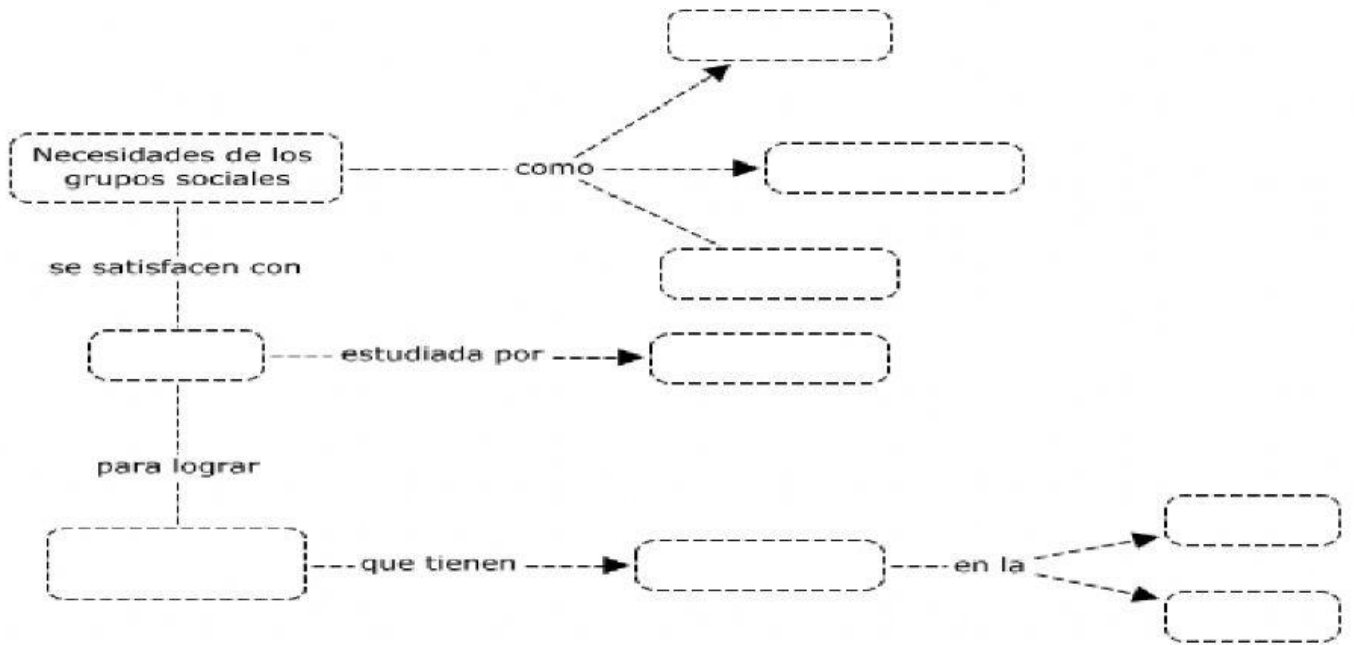 Necesidades de los
grupos sociales
como
se satisfacen con
estudiada por
para lograr
que tienen
en la